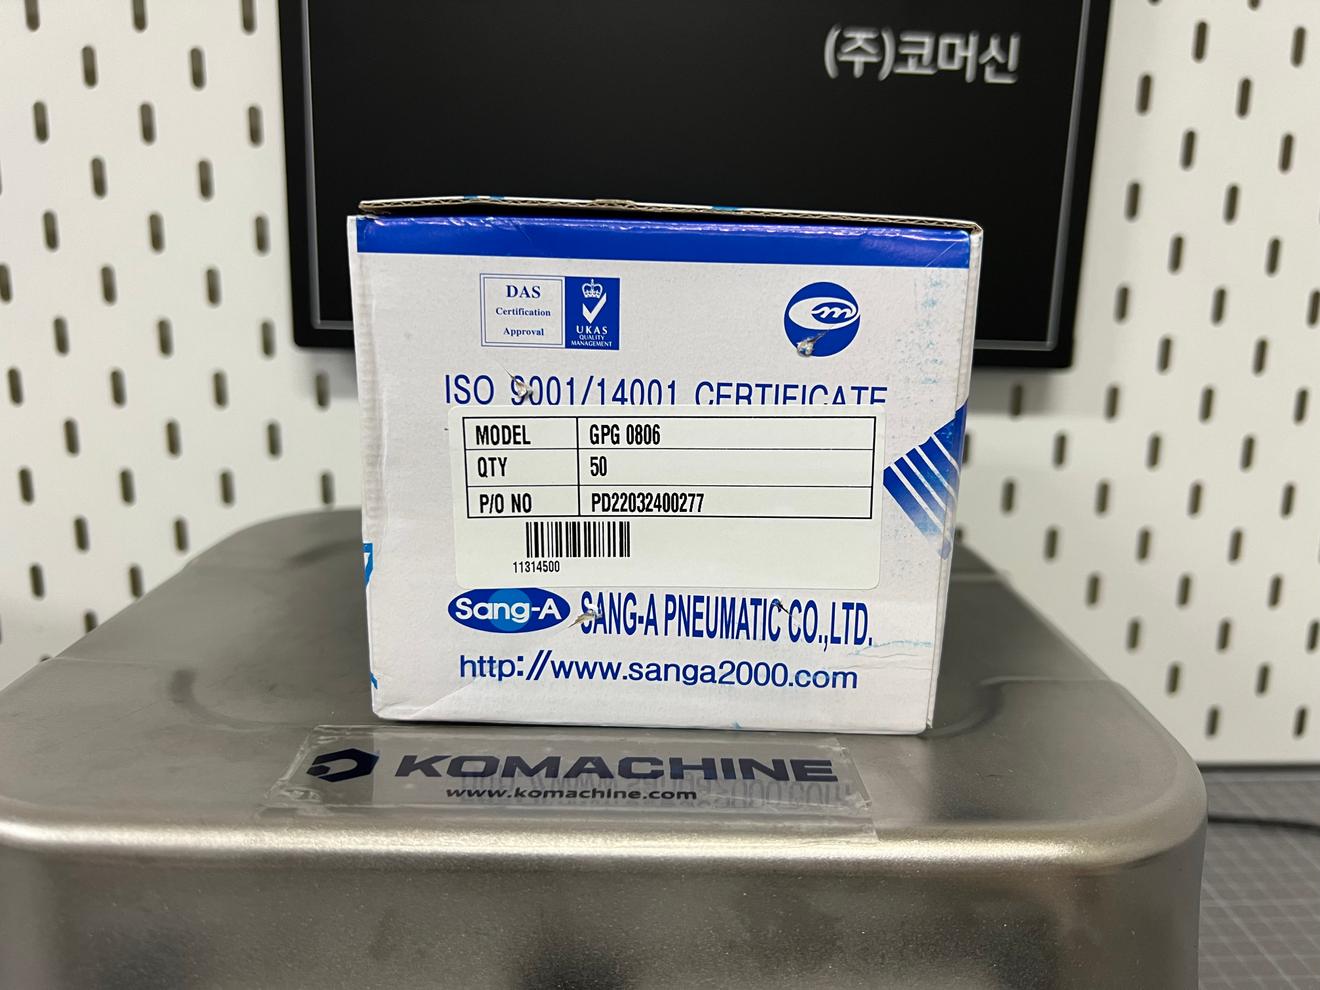 (주)코머신
DAS
Certification
Approval
UKAS
QUALITY
MANAGEMENT
m
ISO 9001/14001 CERTIFICATE
MODEL GPG 0806
QTY 50
P/O NO PD22032400277
11314500
Sang-A SANG-A PNEUMATIC CO.,LTD.
http://www.sanga2000.com
KOMACHINE
www.komachine.com